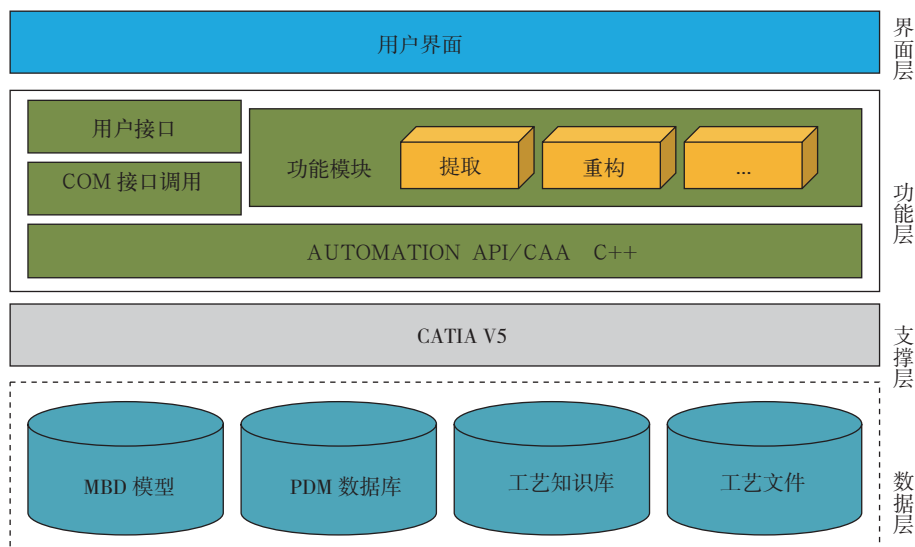 用户界面
界面层
用户接口
COM 接口调用
功能模块
提取
重构
...
AUTOMATION API/CAA C++
功能层
CATIA V5
支撑层
MBD 模型
PDM 数据库
工艺知识库
工艺文件
数据层